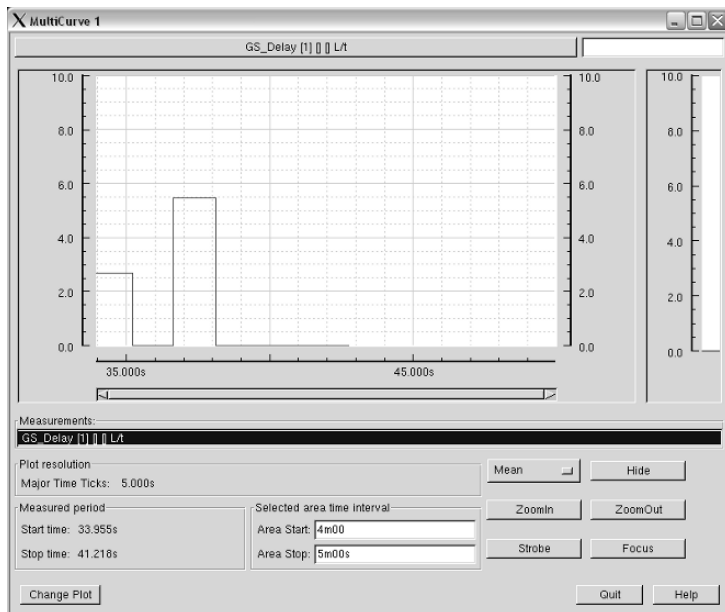 MultiCurve 1
GS_Delay [1] [] [] L/t
10.0 10.0 10.0
8.0 8.0 8.0
6.0 6.0 6.0
4.0 4.0 4.0
2.0 2.0 2.0
0.0 0.0 0.0
35.000s 45.000s
Measurements:
GS_Delay [1] [] [] L/t
Plot resolution
Major Time Ticks: 5.000s
Mean Hide
Measured period Selected area time interval
Start time: 33.955s Area Start: 4m00
Stop time: 41.218s Area Stop: 5m00s
ZoomIn ZoomOut
Strobe Focus
Change Plot Quit Help